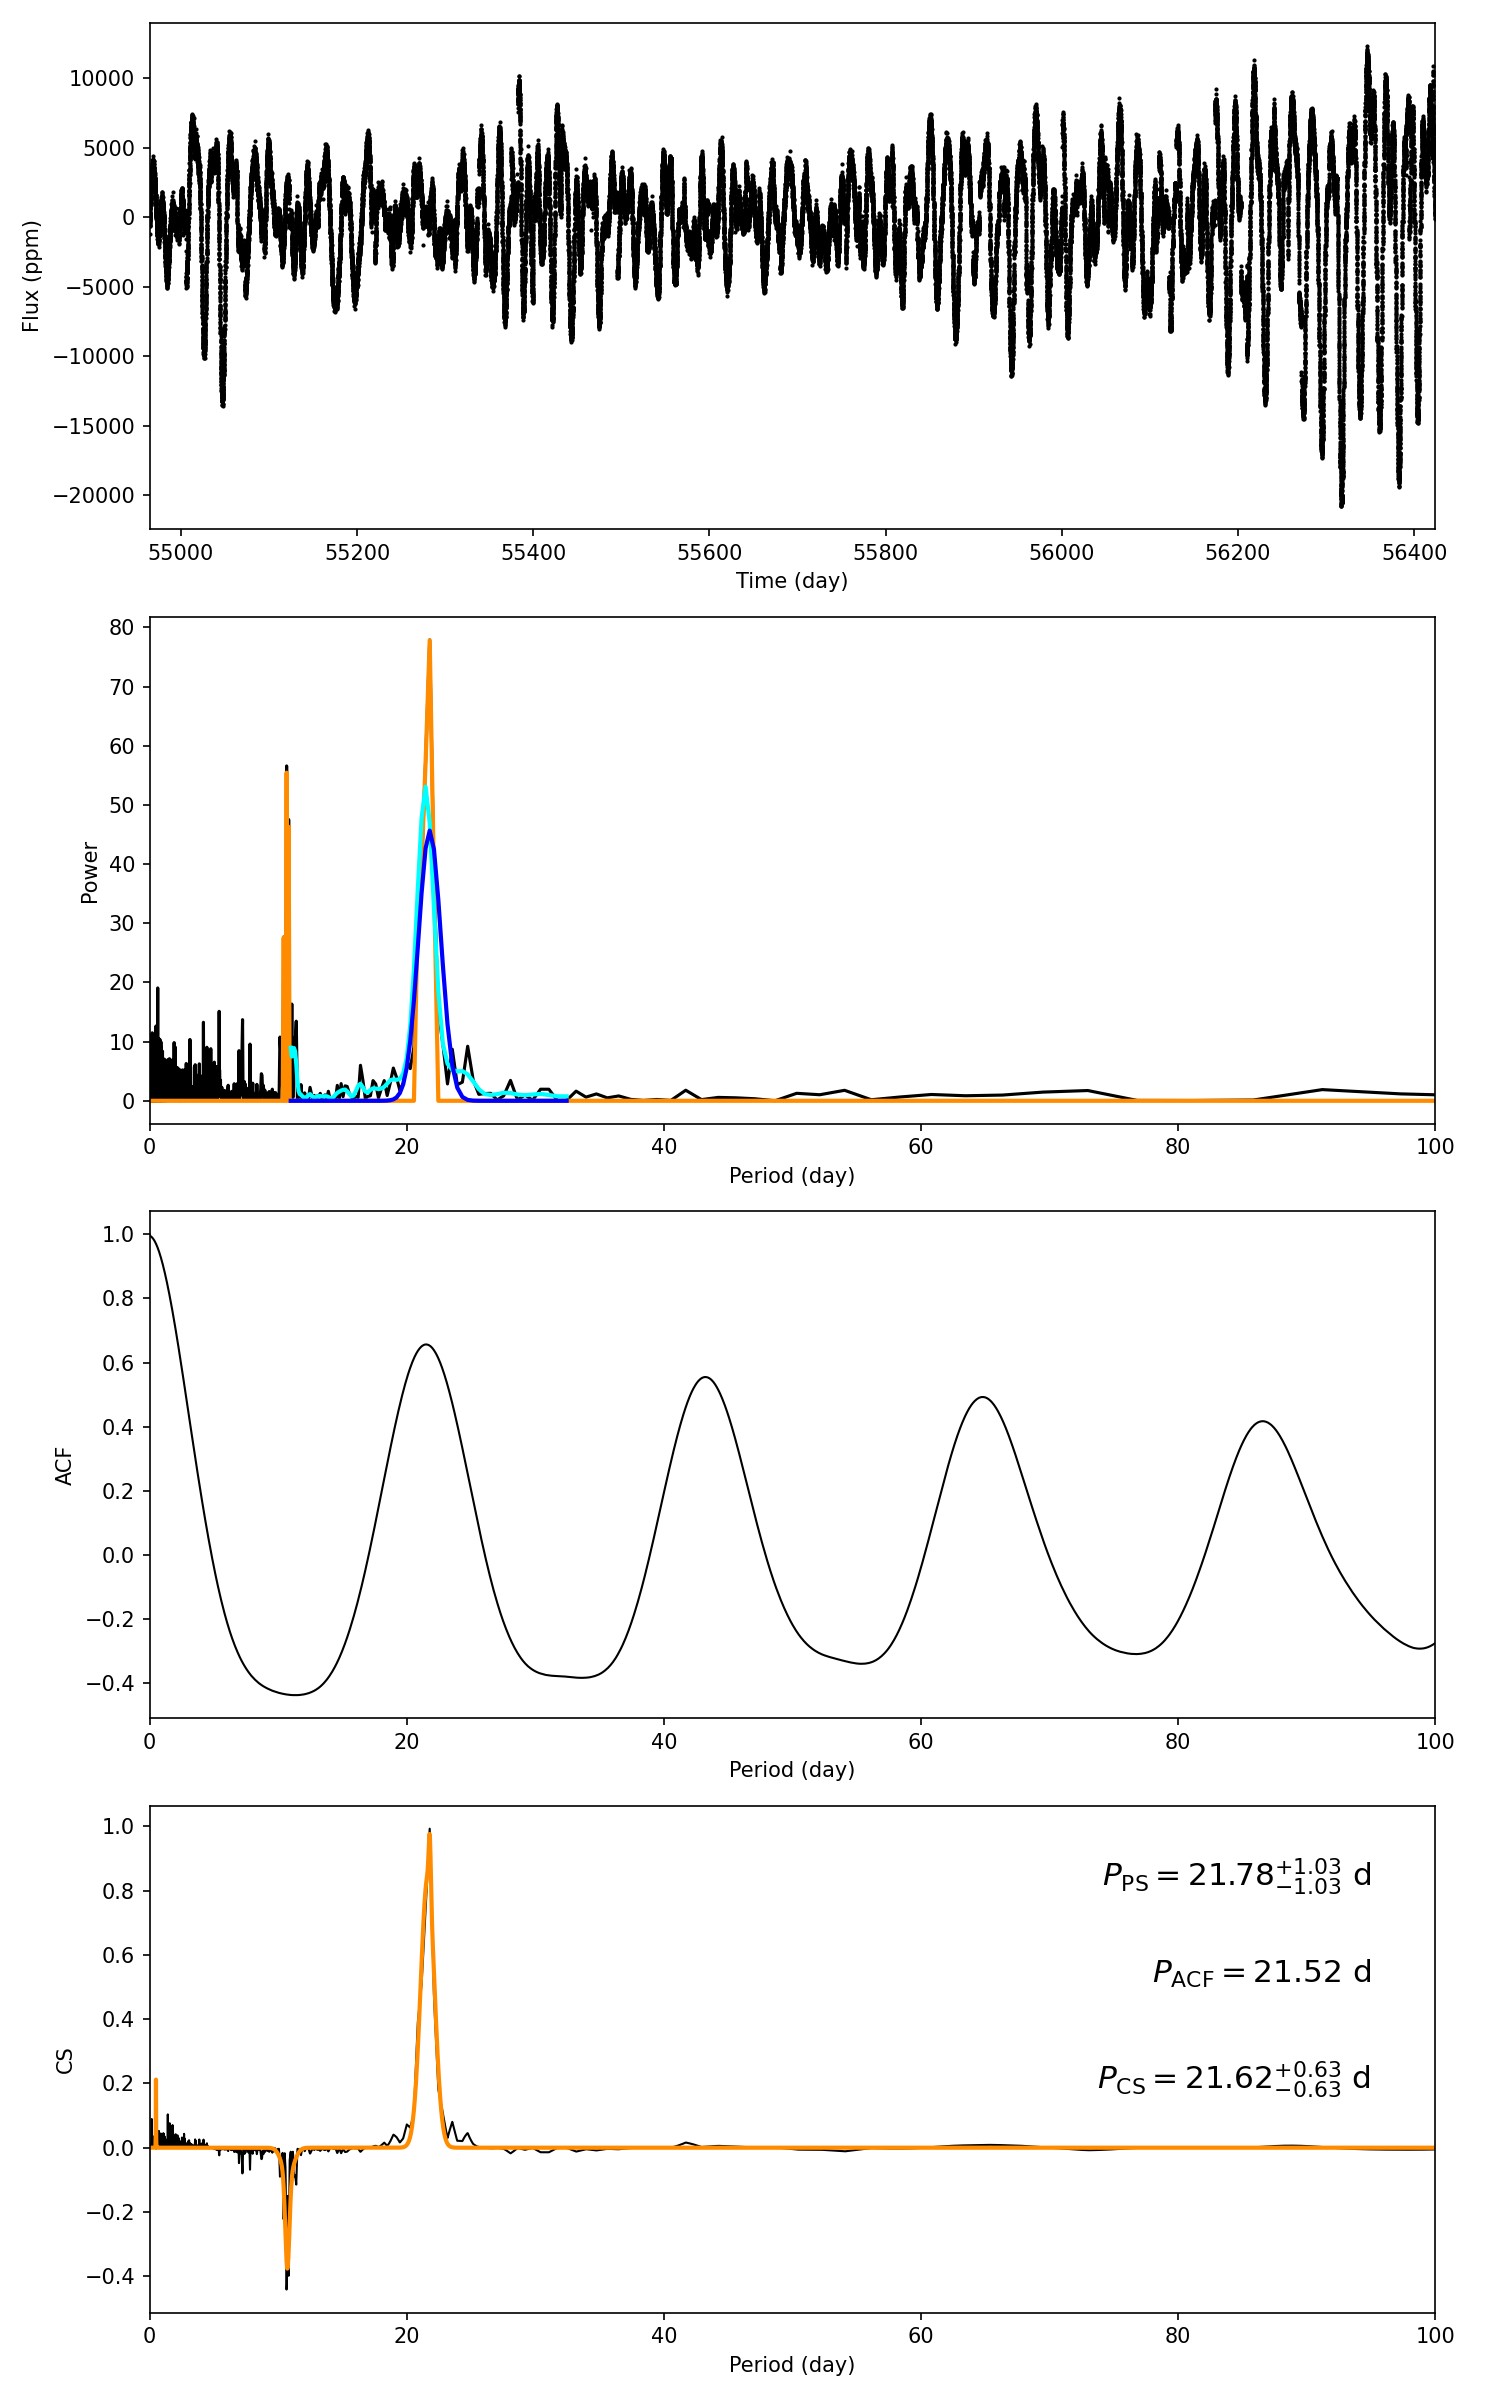 10000
5000
0
−5000
−10000
−15000
−20000
Flux (ppm)
55000 55200 55400 55600 55800 56000 56200 56400
Time (day)
80
70
60
50
40
30
20
10
0
Power
0 20 40 60 80 100
Period (day)
1.0
0.8
0.6
0.4
0.2
0.0
−0.2
−0.4
ACF
0 20 40 60 80 100
Period (day)
1.0
0.8
0.6
0.4
0.2
0.0
−0.2
−0.4
CS
P_PS = 21.78^{+1.03}_{−1.03} d
P_ACF = 21.52 d
P_CS = 21.62^{+0.63}_{−0.63} d
0 20 40 60 80 100
Period (day)